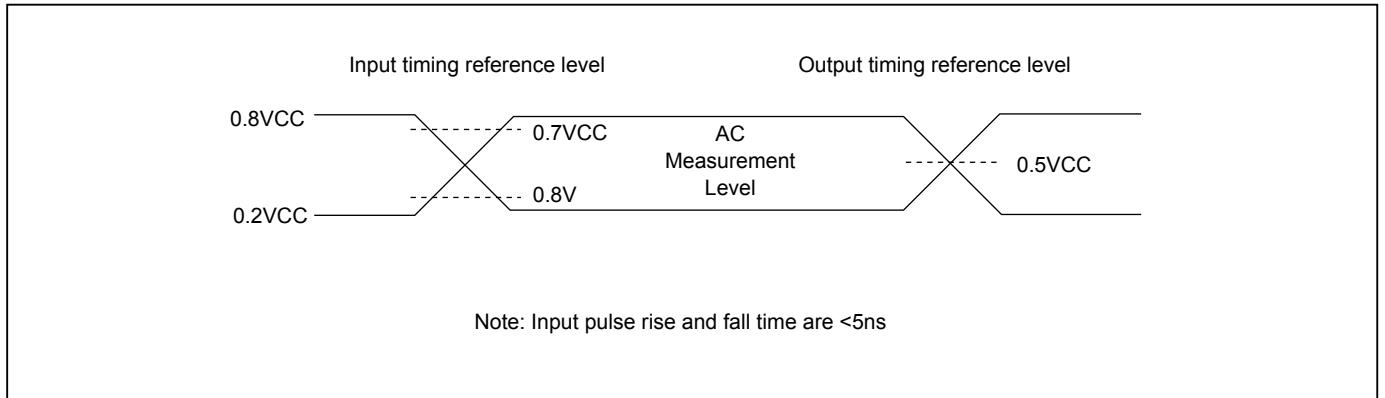 Input timing reference level
Output timing reference level
0.8VCC
0.7VCC
AC
Measurement
Level
0.5VCC
0.8V
0.2VCC
Note: Input pulse rise and fall time are <5ns